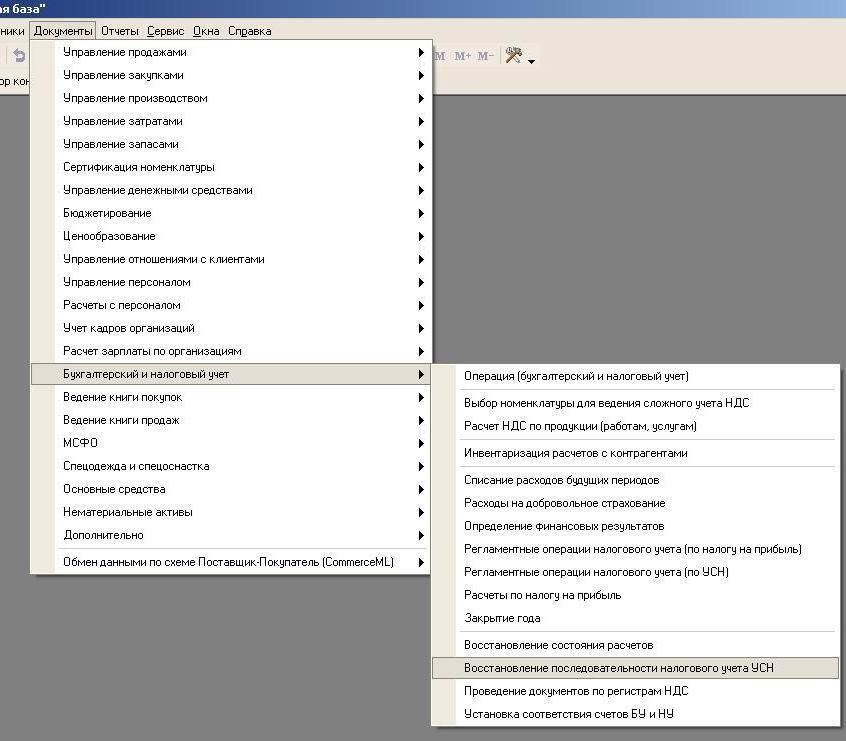 ая база"
ники Документы Отчеты Сервис Окна Справка
M M+ M-
ор кон
Управление продажами
Управление закупками
Управление производством
Управление затратами
Управление запасами
Сертификация номенклатуры
Управление денежными средствами
Бюджетирование
Ценообразование
Управление отношениями с клиентами
Управление персоналом
Расчеты с персоналом
Учет кадров организаций
Расчет зарплаты по организациям
Бухгалтерский и налоговый учет
Ведение книги покупок
Ведение книги продаж
МСФО
Спецодежда и спецоснастка
Основные средства
Нематериальные активы
Дополнительно
Обмен данными по схеме Поставщик-Покупатель (CommerceML)
Операция (бухгалтерский и налоговый учет)
Выбор номенклатуры для ведения сложного учета НДС
Расчет НДС по продукции (работам, услугам)
Инвентаризация расчетов с контрагентами
Списание расходов будущих периодов
Расходы на добровольное страхование
Определение финансовых результатов
Регламентные операции налогового учета (по налогу на прибыль)
Регламентные операции налогового учета (по УСН)
Расчеты по налогу на прибыль
Закрытие года
Восстановление состояния расчетов
Восстановление последовательности налогового учета УСН
Проведение документов по регистрам НДС
Установка соответствия счетов БУ и НУ